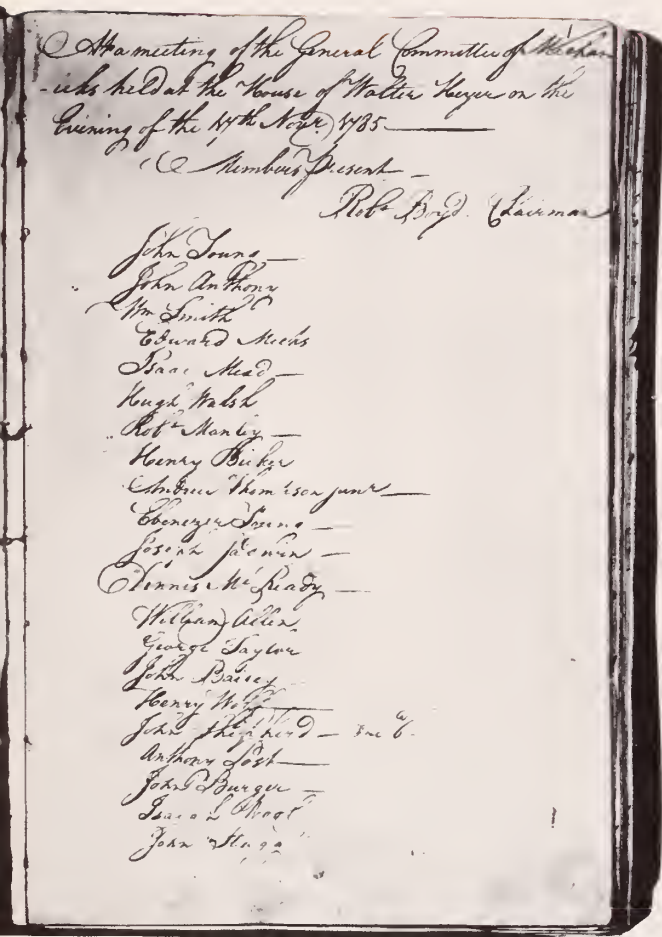 At a meeting of the General Committee of Mechan
-icks held at the House of Walter Heyer on the
Evening of the 17th Novr. 1785
Members Present
Robt Boyd. Chairman
John Young
John Anthony
Wm Smith
Edward Meeks
Isaac Mead
Hugh Walsh
Robt Manley
Henry Bicker
Andrew Thomson junr
Ebenezer Young
Joseph
Dennis McReady
William Allen
George Taylor
John Bailey
Henry
John Shepherd
Anthony Post
John Burger
John